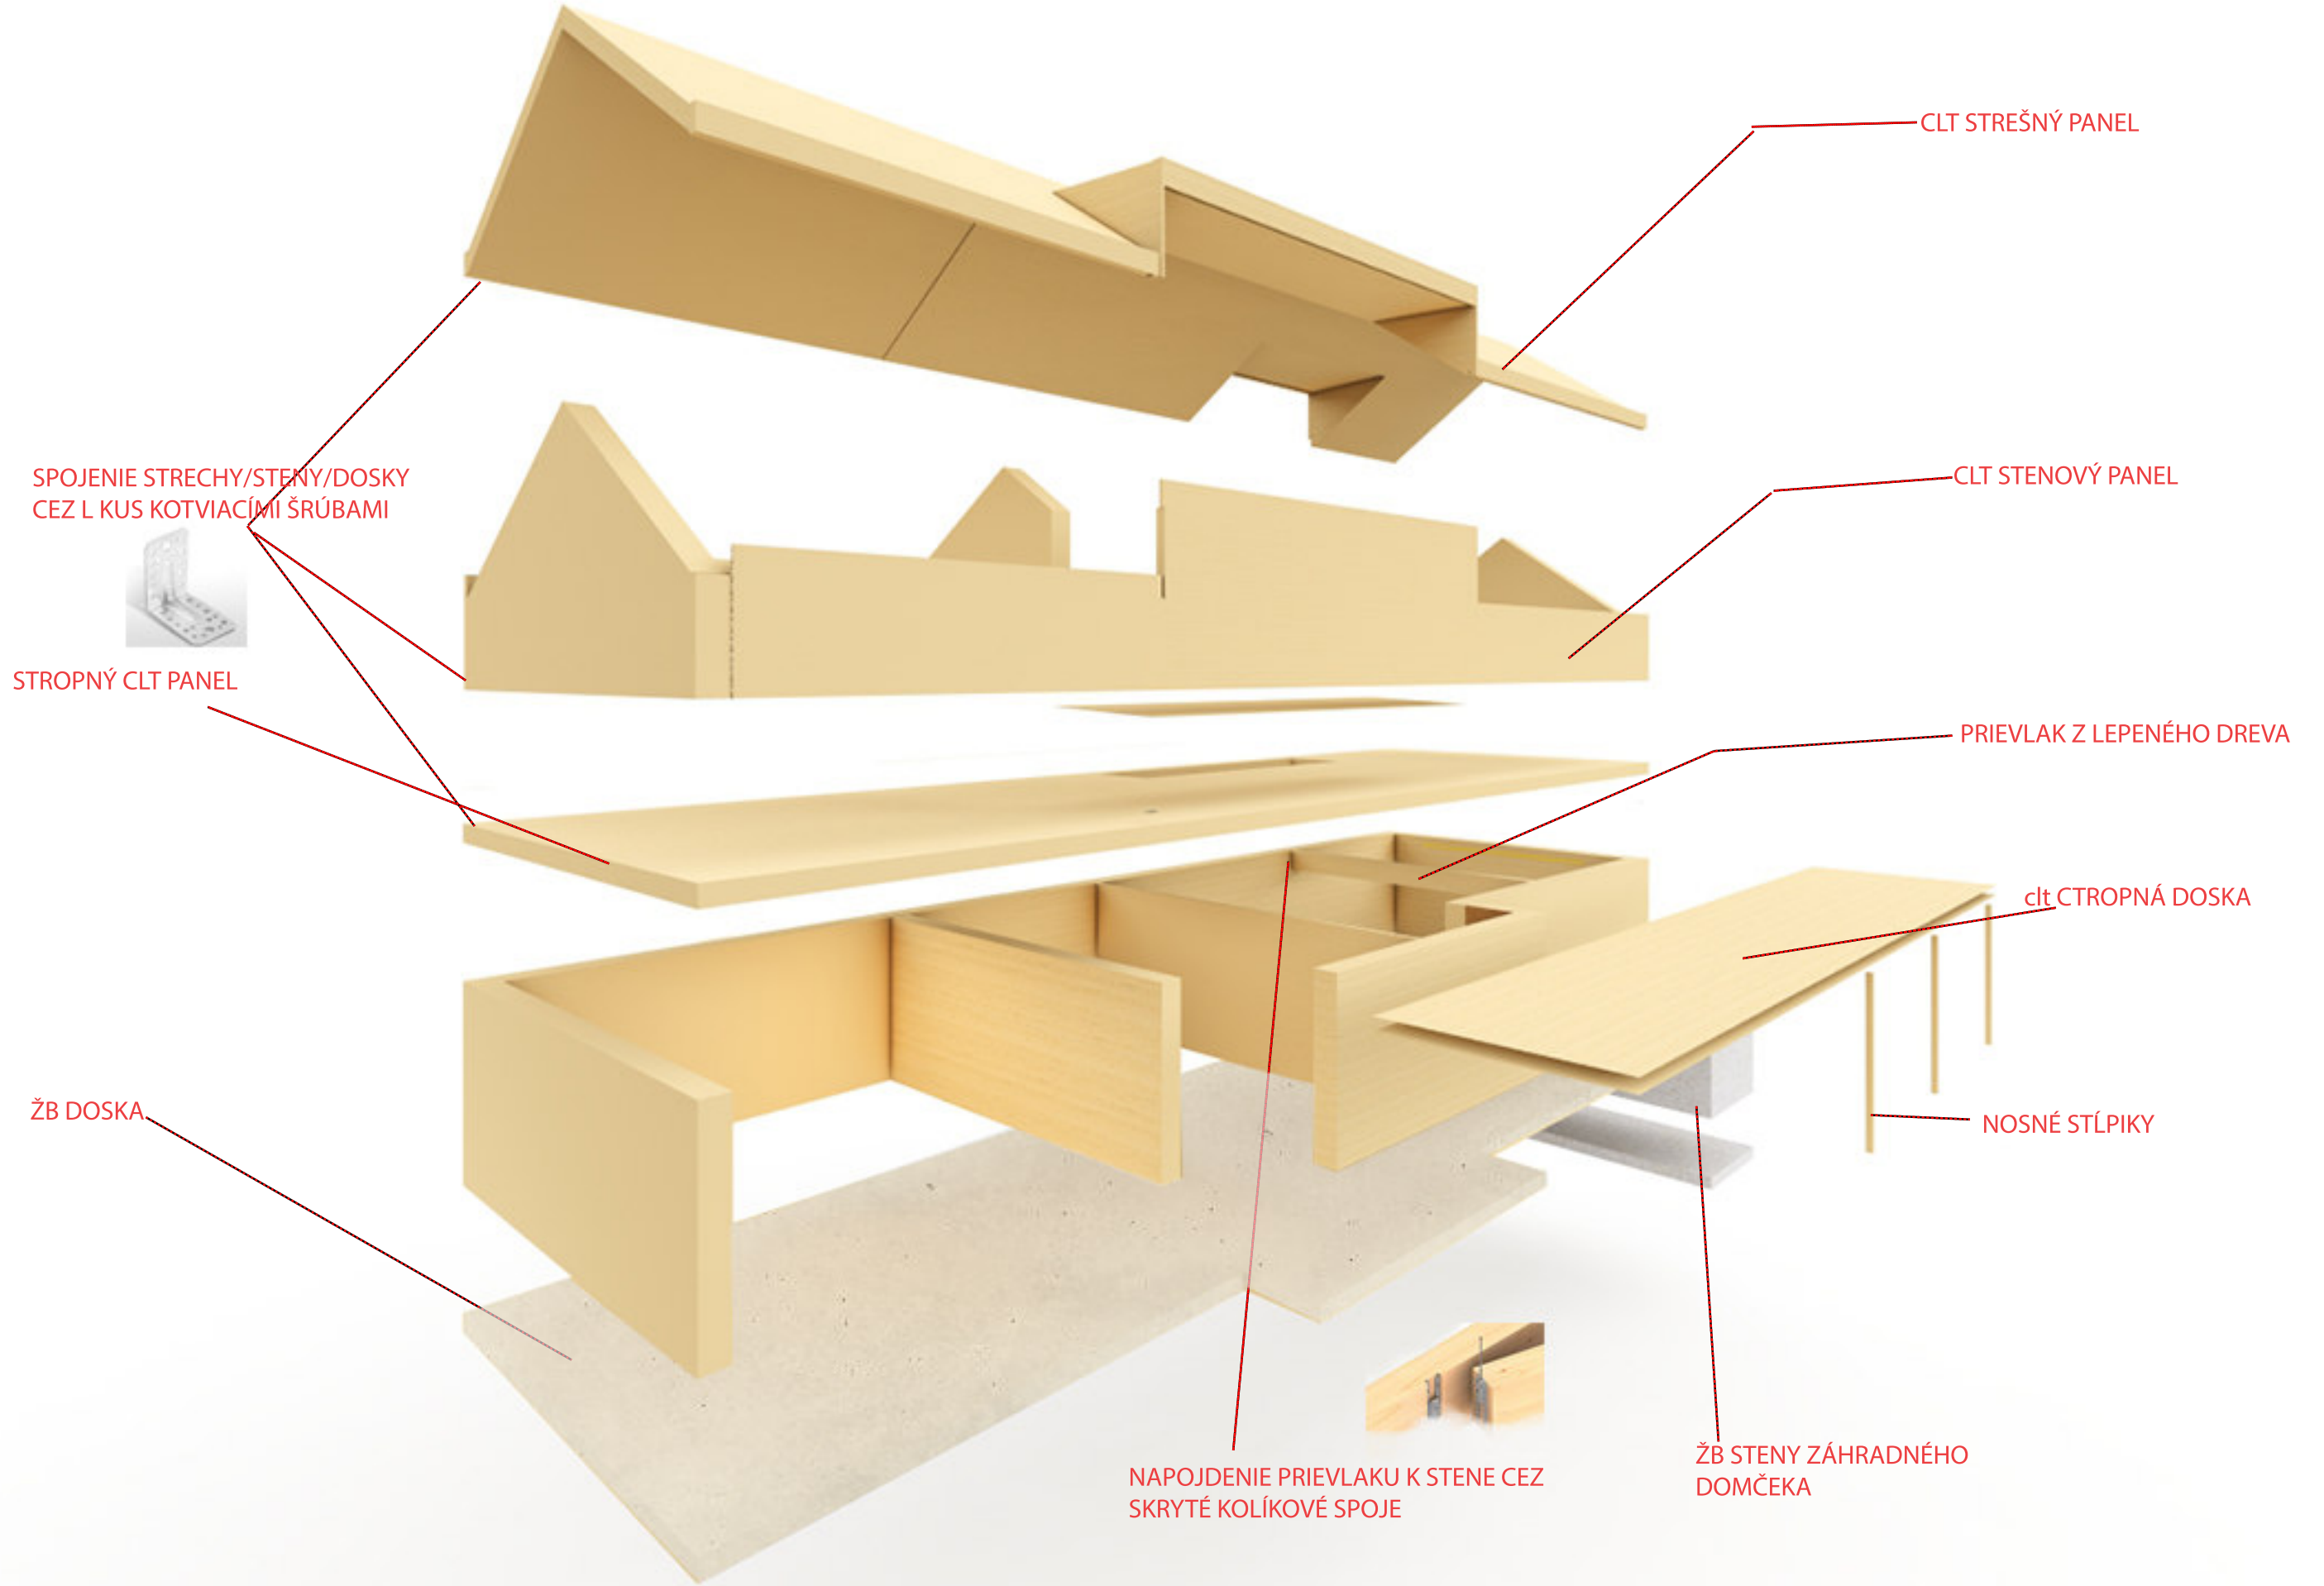 CLT STREŠNÝ PANEL
SPOJENIE STRECHY/STENY/DOSKY
CEZ L KUS KOTVIACÍMI ŠRÚBAMI
CLT STENOVÝ PANEL
STROPNÝ CLT PANEL
PRIEVLAK Z LEPENÉHO DREVA
clt CTROPNÁ DOSKA
ŽB DOSKA
NOSNÉ STĹPIKY
NAPOJDENIE PRIEVLAKU K STENE CEZ
SKRYTÉ KOLÍKOVÉ SPOJE
ŽB STENY ZÁHRADNÉHO
DOMČEKA